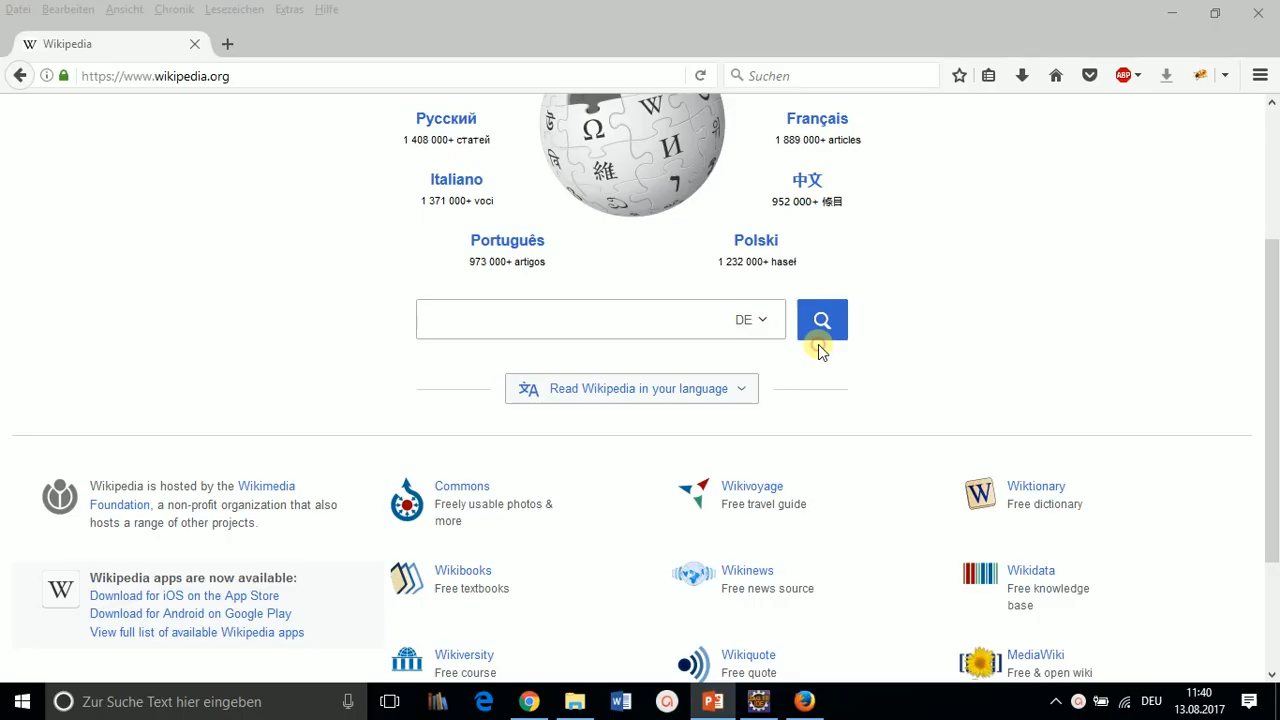 Datei Bearbeiten Ansicht Chronik Lesezeichen Extras Hilfe
W Wikipedia
https://www.wikipedia.org
Suchen
ABP
Русский
1 408 000+ статей
Français
1 889 000+ articles
Ω W 維 И
Italiano
1 371 000+ voci
中文
952 000+ 條目
Português
973 000+ artigos
Polski
1 232 000+ haseł
DE
文A Read Wikipedia in your language
Wikipedia is hosted by the Wikimedia
Foundation, a non-profit organization that also
hosts a range of other projects.
Commons
Freely usable photos &
more
Wikivoyage
Free travel guide
W
Wiktionary
Free dictionary
W
Wikipedia apps are now available:
Download for iOS on the App Store
Download for Android on Google Play
View full list of available Wikipedia apps
Wikibooks
Free textbooks
Wikinews
Free news source
Wikidata
Free knowledge
base
Wikiversity
Free course
Wikiquote
Free quote
MediaWiki
Free & open wiki
Zur Suche Text hier eingeben
DEU
11:40
13.08.2017